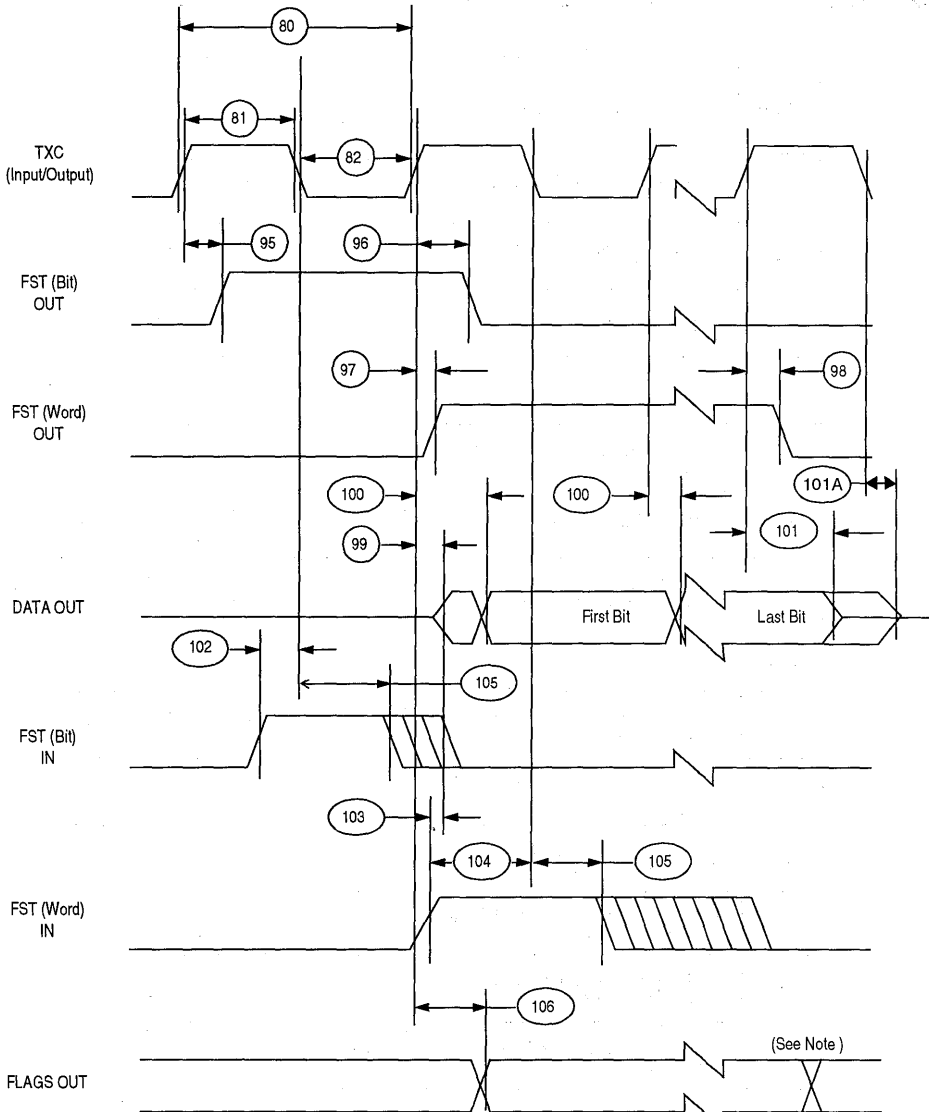 80
81
TXC
(Input/Output)
82
95
96
FST (Bit)
OUT
97
98
FST (Word)
OUT
100
100
101A
99
101
DATA OUT
First Bit
Last Bit
102
105
FST (Bit)
IN
103
104
105
FST (Word)
IN
106
(See Note )
FLAGS OUT